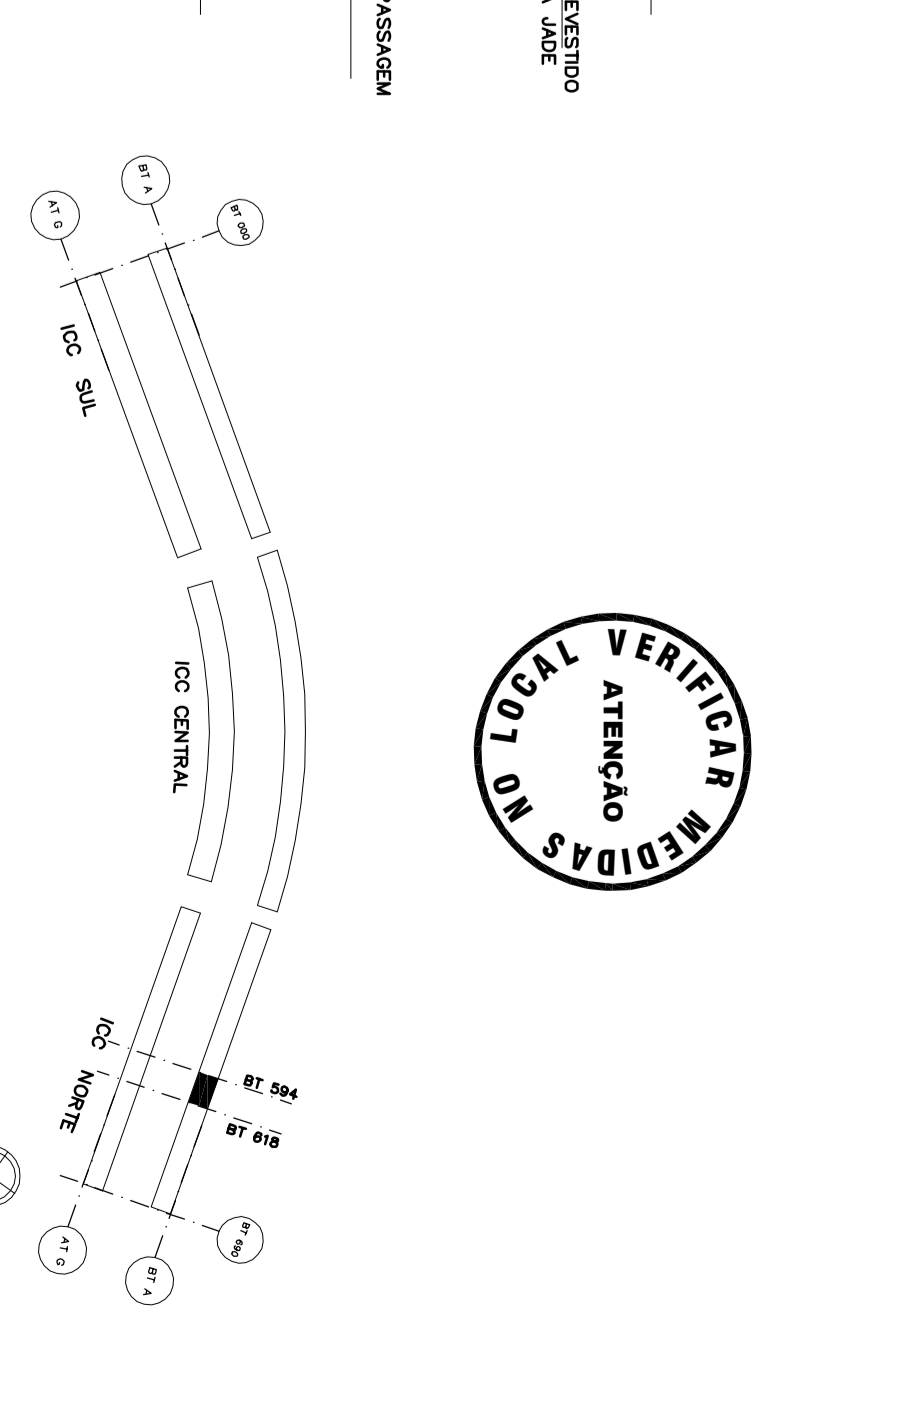 PASSAGEM
EVESTIDO
A JADE
BT A
AT G
BT 000
ICC SUL
ICC CENTRAL
ICC NORTE
BT 594
BT 618
BT 690
AT G
BT A
VERIFICAR MEDIDAS NO LOCAL
ATENÇÃO